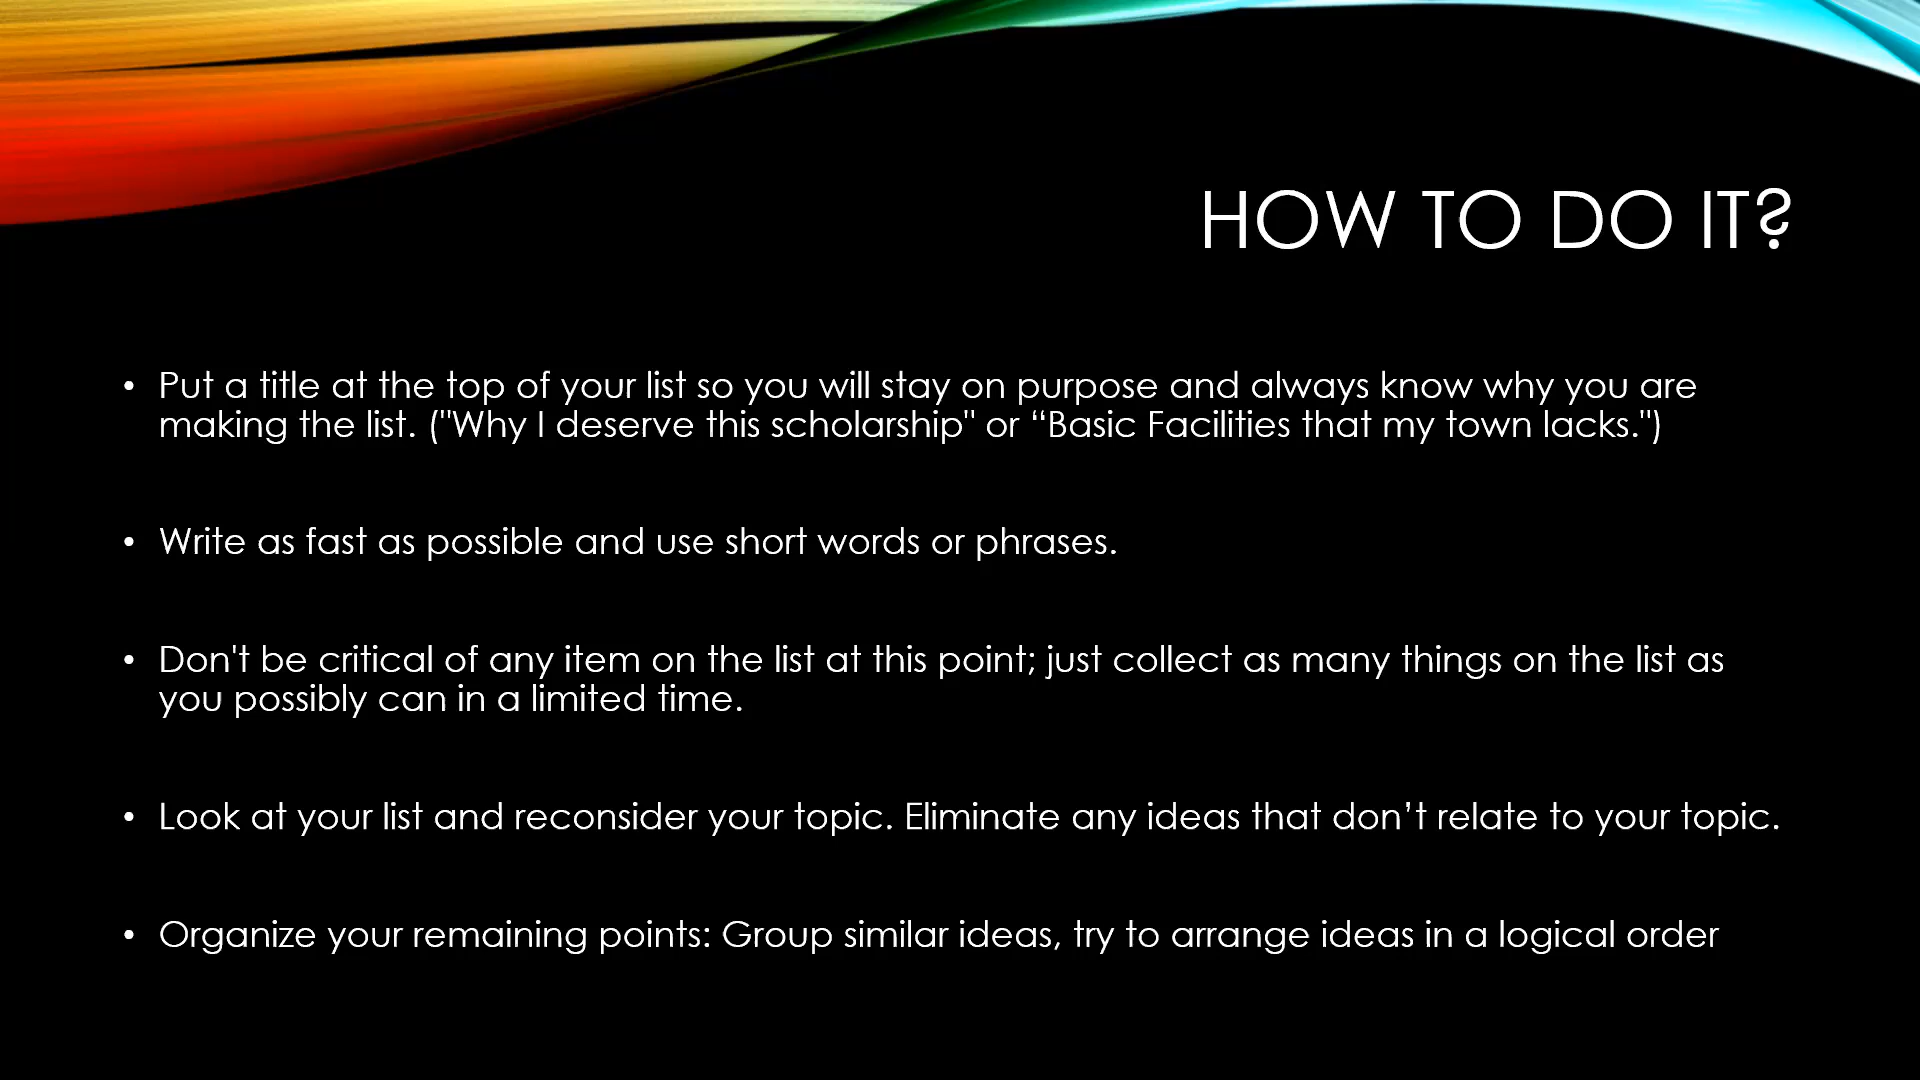 HOW TO DO IT?
• Put a title at the top of your list so you will stay on purpose and always know why you are
making the list. ("Why I deserve this scholarship" or “Basic Facilities that my town lacks.")
• Write as fast as possible and use short words or phrases.
• Don't be critical of any item on the list at this point; just collect as many things on the list as
you possibly can in a limited time.
• Look at your list and reconsider your topic. Eliminate any ideas that don’t relate to your topic.
• Organize your remaining points: Group similar ideas, try to arrange ideas in a logical order